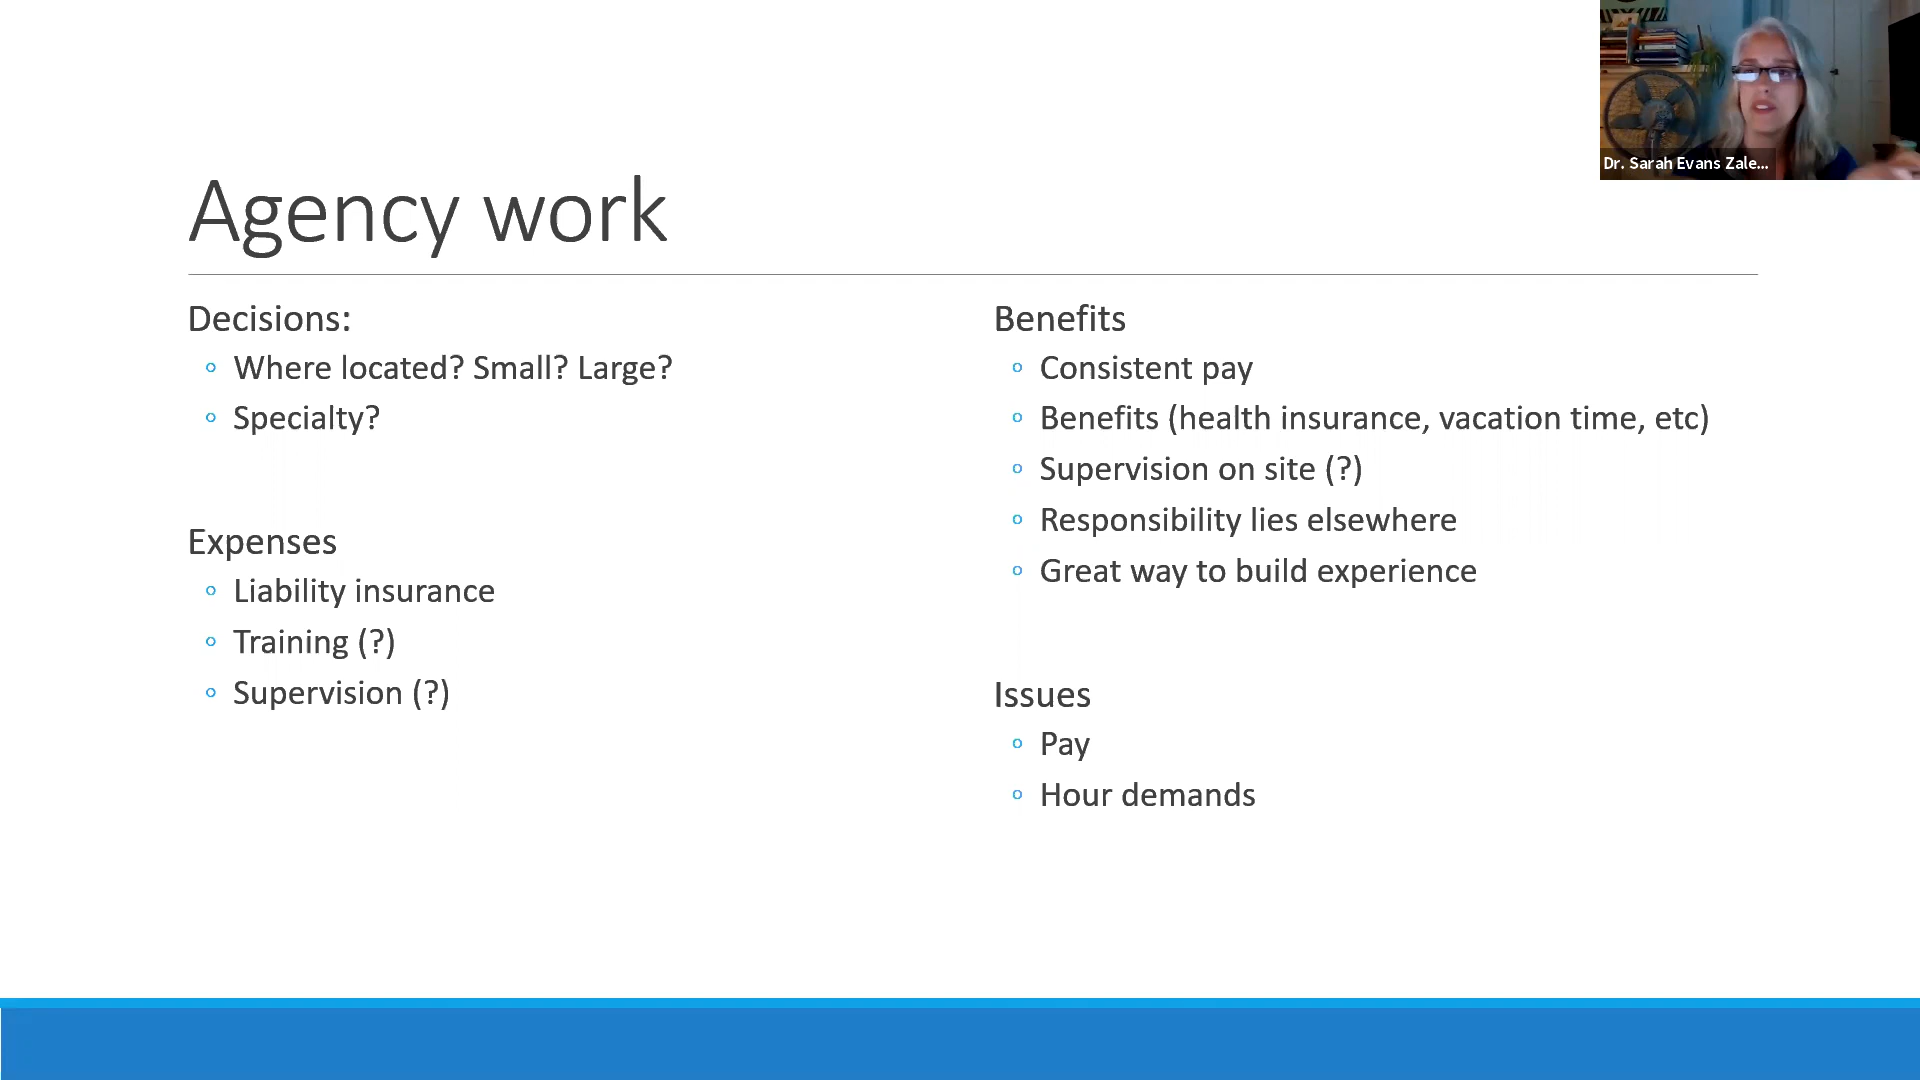 Dr. Sarah Evans Zale...
Agency work
Decisions:
Where located? Small? Large?
Specialty?
Expenses
Liability insurance
Training (?)
Supervision (?)
Benefits
Consistent pay
Benefits (health insurance, vacation time, etc)
Supervision on site (?)
Responsibility lies elsewhere
Great way to build experience
Issues
Pay
Hour demands